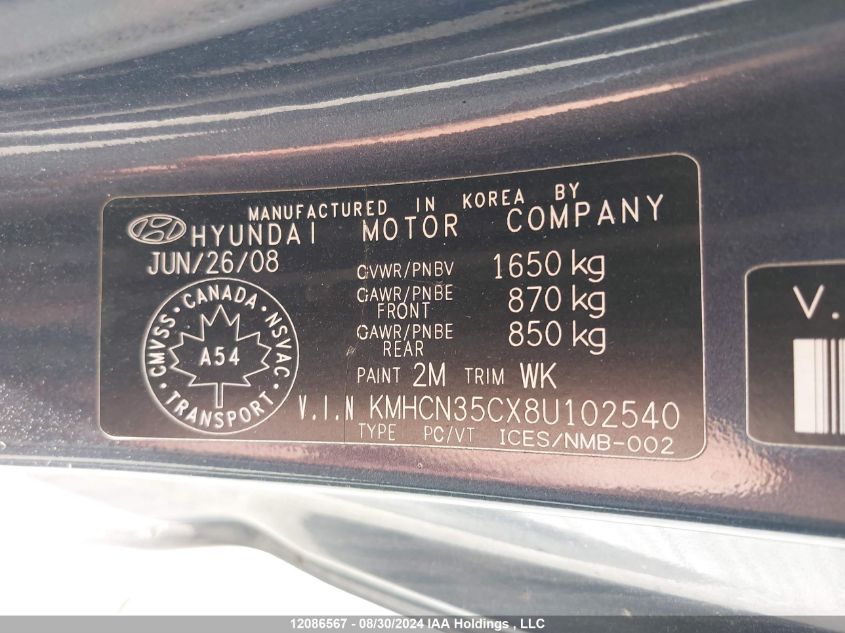 MANUFACTURED IN KOREA BY
HYUNDAI MOTOR COMPANY
JUN/26/08
GVWR/PNBV 1650 kg
GAWR/PNBE FRONT 870 kg
GAWR/PNBE REAR 850 kg
PAINT 2M TRIM WK
V.I.N KMHCN35CX8U102540
TYPE PC/VT ICES/NMB-002
CANADA
CMVSS NSVAC
A54
TRANSPORT
V.
12086567 - 08/30/2024 IAA Holdings , LLC